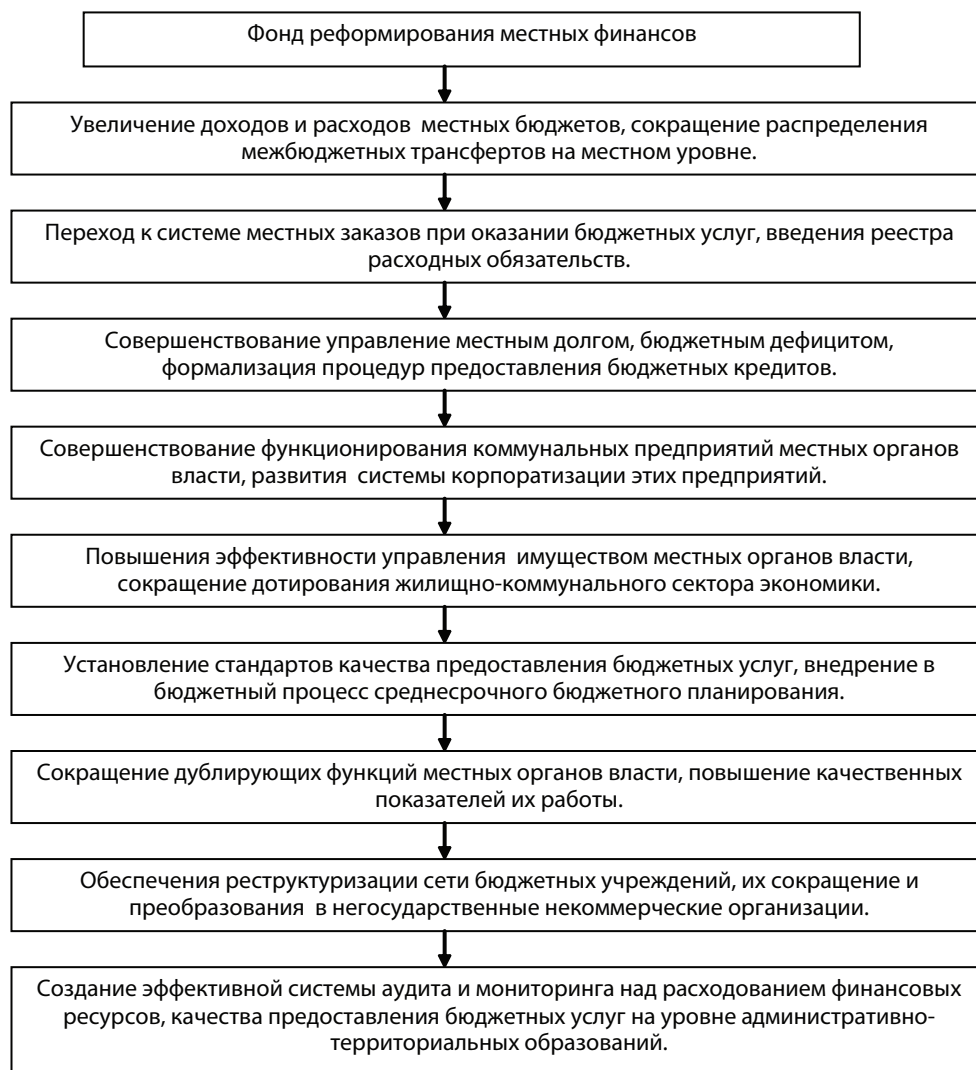 Фонд реформирования местных финансов
Увеличение доходов и расходов местных бюджетов, сокращение распределения
межбюджетных трансфертов на местном уровне.
Переход к системе местных заказов при оказании бюджетных услуг, введения реестра
расходных обязательств.
Совершенствование управление местным долгом, бюджетным дефицитом,
формализация процедур предоставления бюджетных кредитов.
Совершенствование функционирования коммунальных предприятий местных органов
власти, развития системы корпоратизации этих предприятий.
Повышения эффективности управления имуществом местных органов власти,
сокращение дотирования жилищно-коммунального сектора экономики.
Установление стандартов качества предоставления бюджетных услуг, внедрение в
бюджетный процесс среднесрочного бюджетного планирования.
Сокращение дублирующих функций местных органов власти, повышение качественных
показателей их работы.
Обеспечения реструктуризации сети бюджетных учреждений, их сокращение и
преобразования в негосударственные некоммерческие организации.
Создание эффективной системы аудита и мониторинга над расходованием финансовых
ресурсов, качества предоставления бюджетных услуг на уровне административно-
территориальных образований.